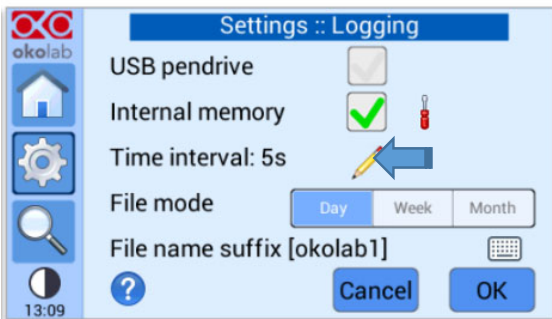 Settings :: Logging
okolab
USB pendrive
Internal memory
Time interval: 5s
File mode
Day
Week
Month
File name suffix [okolab1]
Cancel
OK
13:09
?